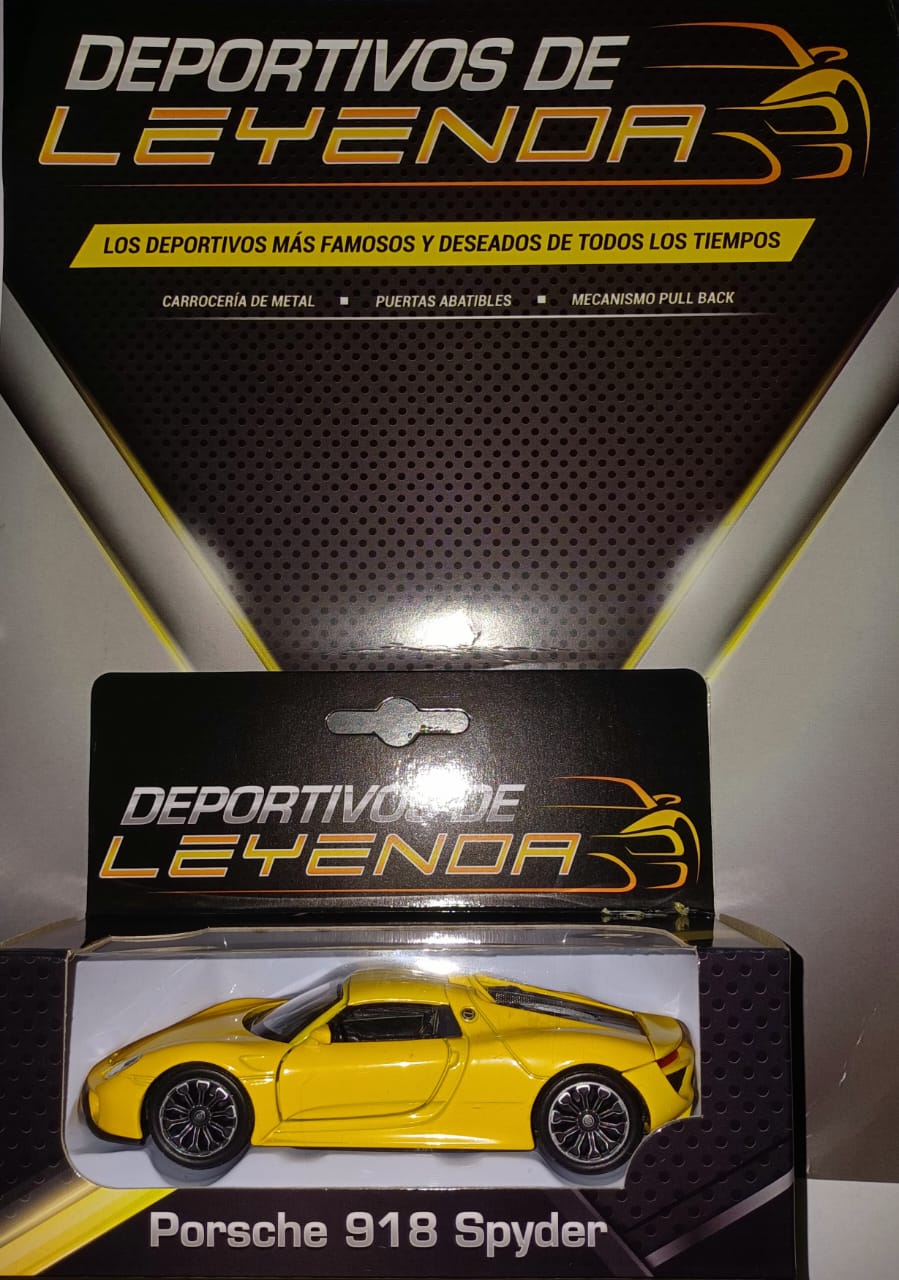 DEPORTIVOS DE
LEYENDA
LOS DEPORTIVOS MÁS FAMOSOS Y DESEADOS DE TODOS LOS TIEMPOS
CARROCERÍA DE METAL ▪ PUERTAS ABATIBLES ▪ MECANISMO PULL BACK
DEPORTIVOS DE
LEYENDA
Porsche 918 Spyder